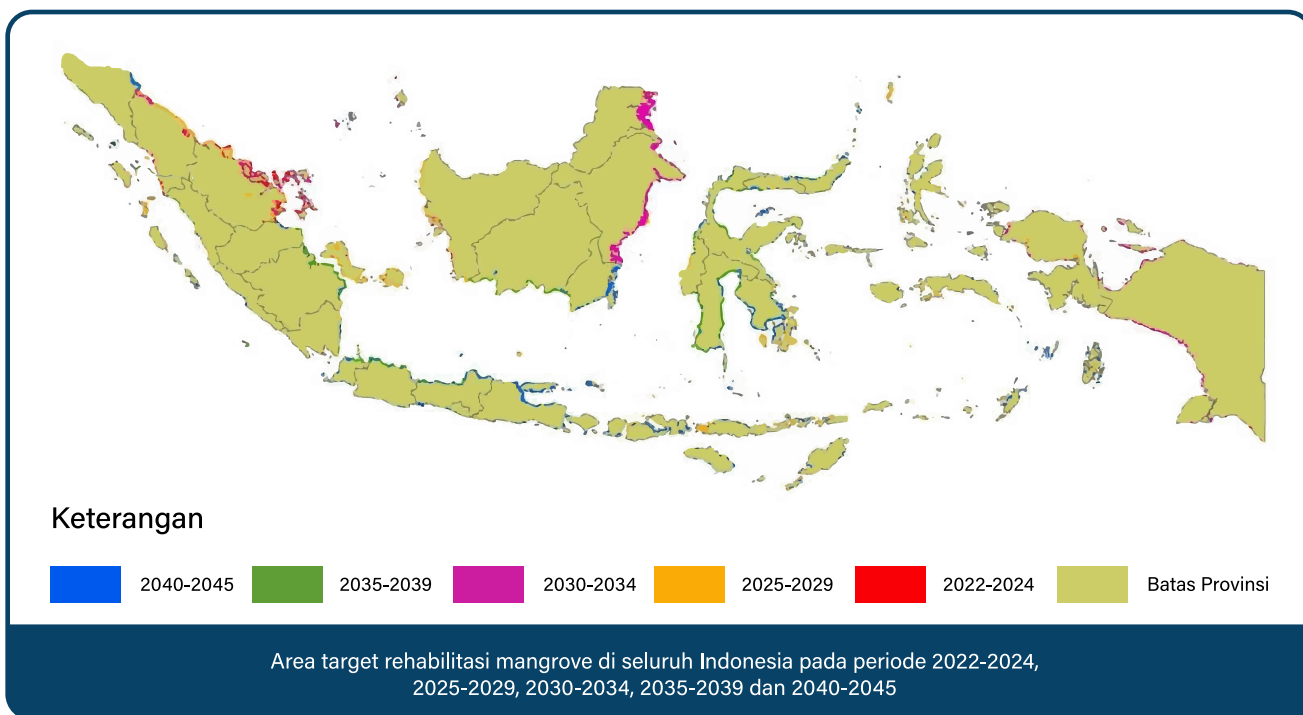 Keterangan
2040-2045
2035-2039
2030-2034
2025-2029
2022-2024
Batas Provinsi
Area target rehabilitasi mangrove di seluruh Indonesia pada periode 2022-2024,
2025-2029, 2030-2034, 2035-2039 dan 2040-2045